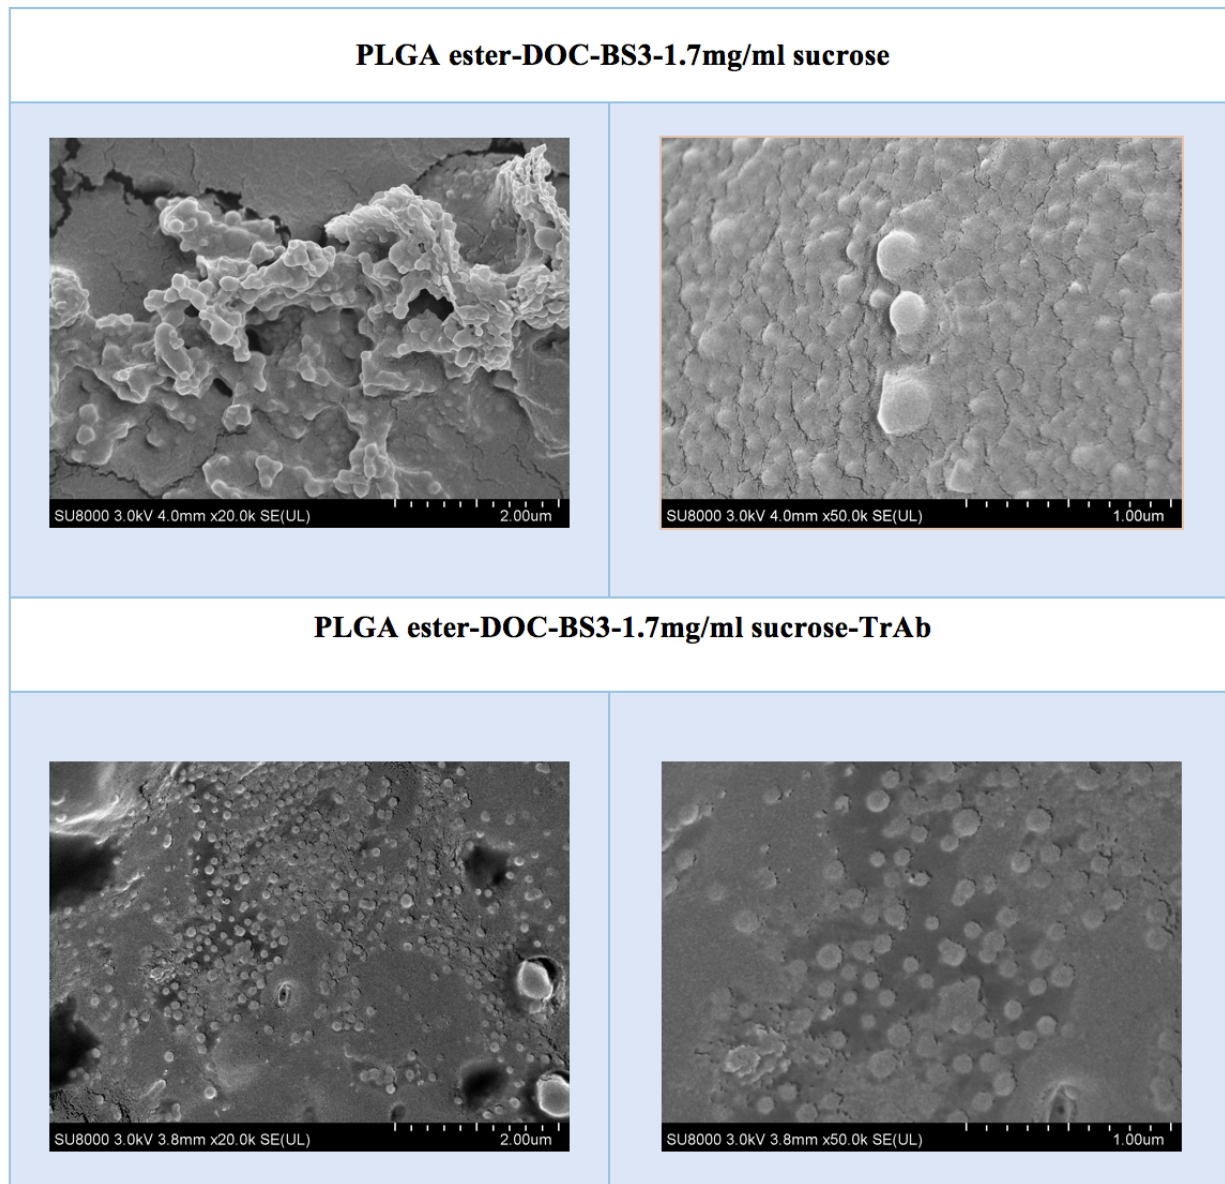 PLGA ester-DOC-BS3-1.7mg/ml sucrose
SU8000 3.0kV 4.0mm x20.0k SE(UL) 2.00um
SU8000 3.0kV 4.0mm x50.0k SE(UL) 1.00um
PLGA ester-DOC-BS3-1.7mg/ml sucrose-TrAb
SU8000 3.0kV 3.8mm x20.0k SE(UL) 2.00um
SU8000 3.0kV 3.8mm x50.0k SE(UL) 1.00um